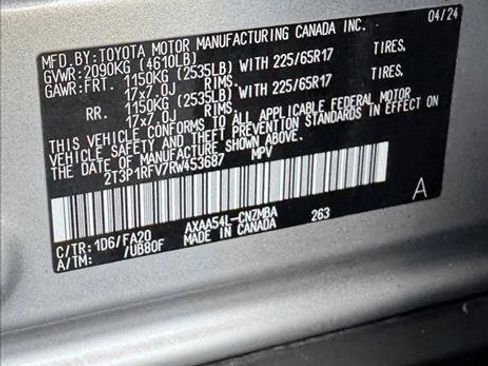 MFD.BY:TOYOTA MOTOR MANUFACTURING CANADA INC. 04/24
GVWR:2090KG (4610LB)
GAWR:FRT. 1150KG (2535LB) WITH 225/65R17 TIRES,
17x7.0J RIMS,
RR. 1150KG (2535LB) WITH 225/65R17 TIRES,
17x7.0J RIMS,
THIS VEHICLE CONFORMS TO ALL APPLICABLE FEDERAL MOTOR
VEHICLE SAFETY AND THEFT PREVENTION STANDARDS IN EFFECT ON
THE DATE OF MANUFACTURE SHOWN ABOVE.
2T3P1RFV7RW453687 MPV
A
C/TR:1D6/FA20 AXAA54L-CNZMBA 263
A/TM: /UB80F MADE IN CANADA